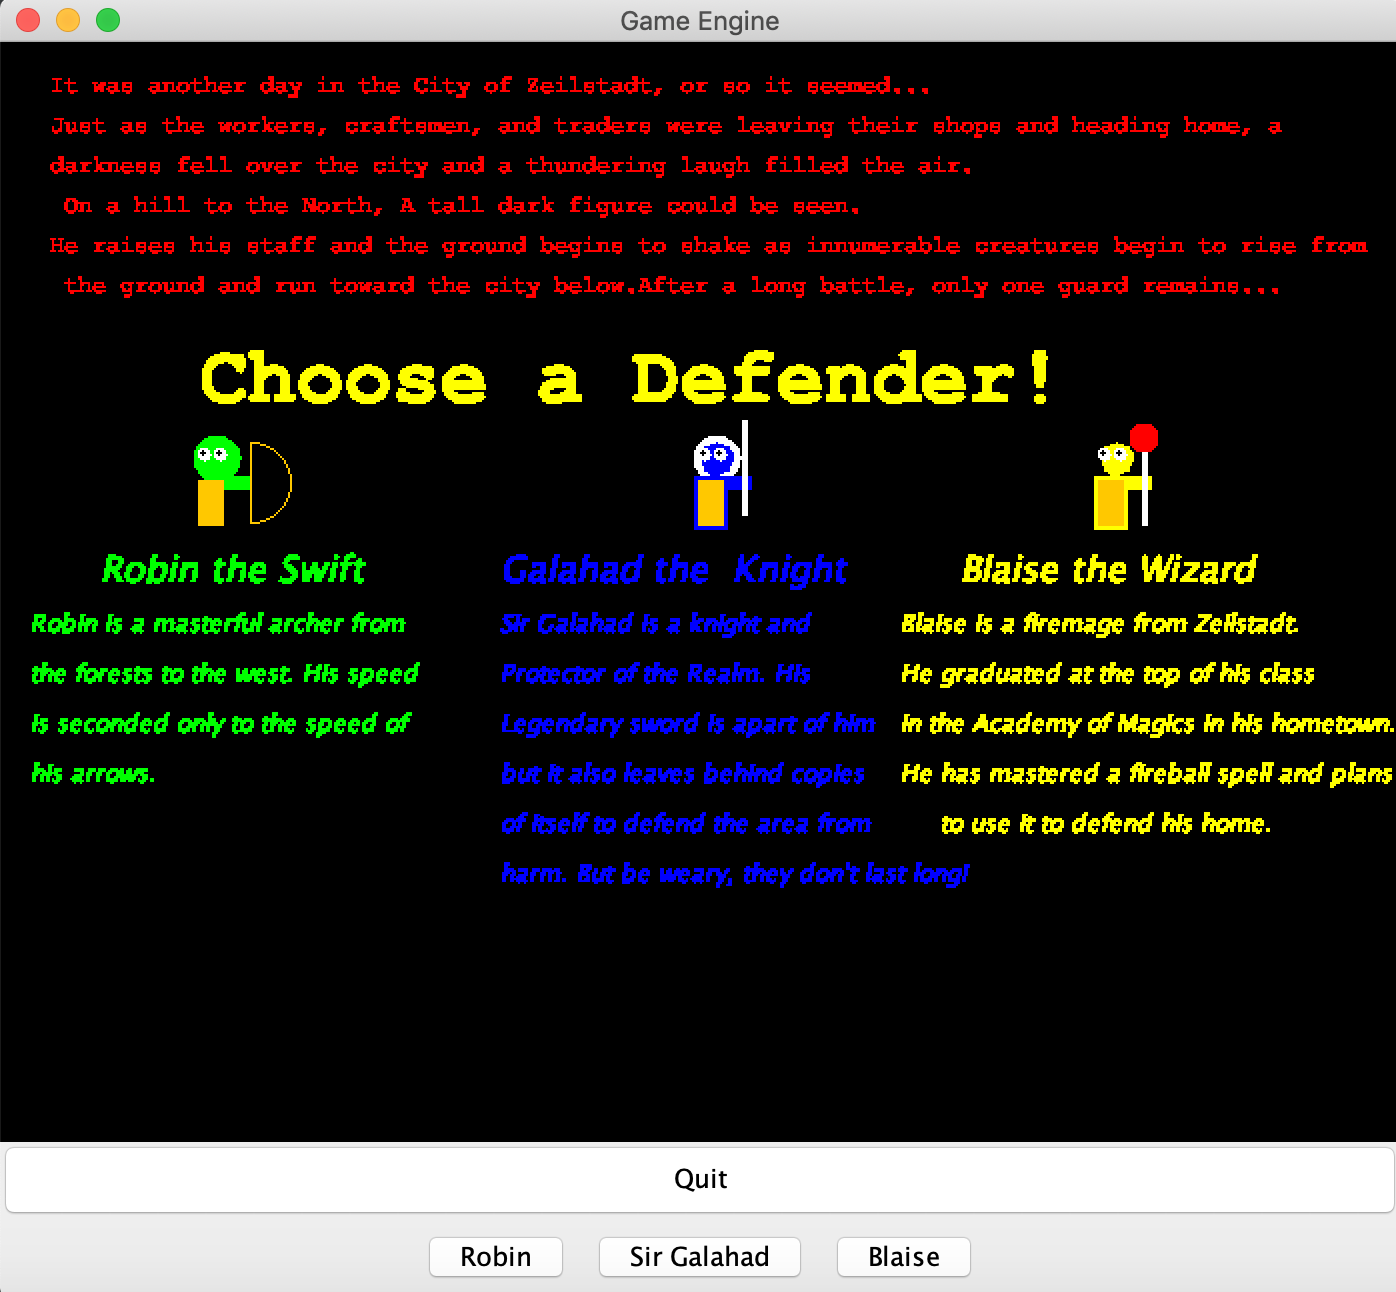 Game Engine
It was another day in the City of Zeilstadt, or so it seemed...
Just as the workers, craftsmen, and traders were leaving their shops and heading home, a
darkness fell over the city and a thundering laugh filled the air.
On a hill to the North, A tall dark figure could be seen.
He raises his staff and the ground begins to shake as innumerable creatures begin to rise from
the ground and run toward the city below.After a long battle, only one guard remains...
Choose a Defender!
Robin the Swift
Robin is a masterful archer from
the forests to the west. His speed
is seconded only to the speed of
his arrows.
Galahad the  Knight
Sir Galahad is a knight and
Protector of the Realm. His
Legendary sword is apart of him
but it also leaves behind copies
of itself to defend the area from
harm. But be weary, they don't last long!
Blaise the Wizard
Blaise is a firemage from Zeilstadt.
He graduated at the top of his class
in the Academy of Magics in his hometown.
He has mastered a fireball spell and plans
to use it to defend his home.
Quit
Robin
Sir Galahad
Blaise